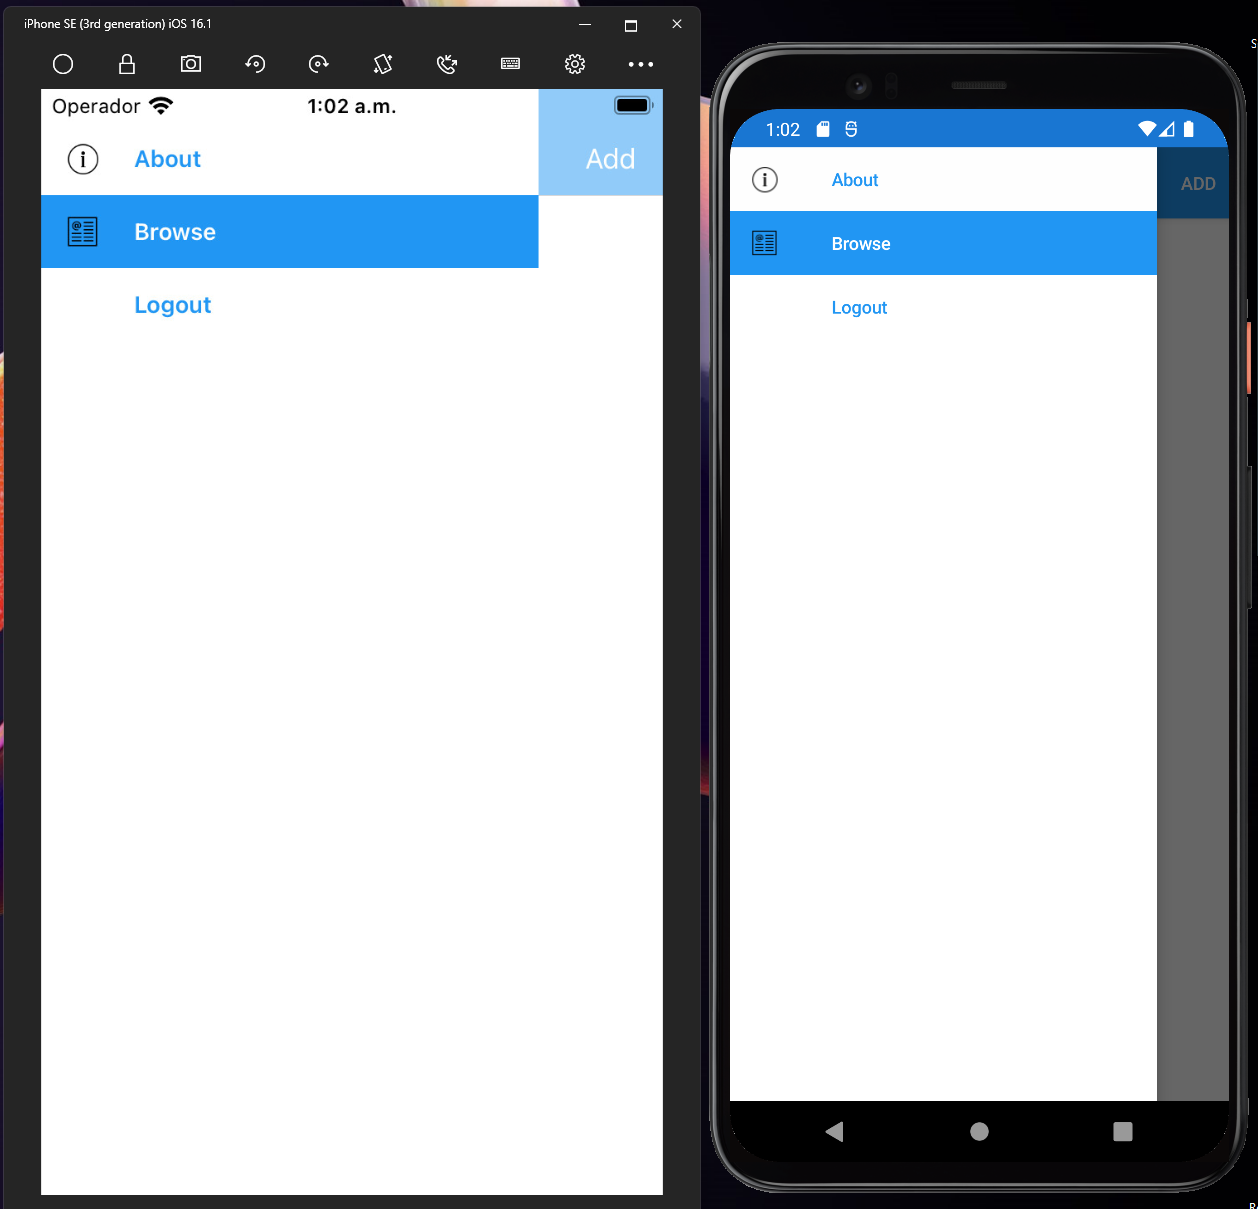 iPhone SE (3rd generation) iOS 16.1
Operador 1:02 a.m.
About
Add
Browse
Logout
1:02
About
ADD
Browse
Logout
S